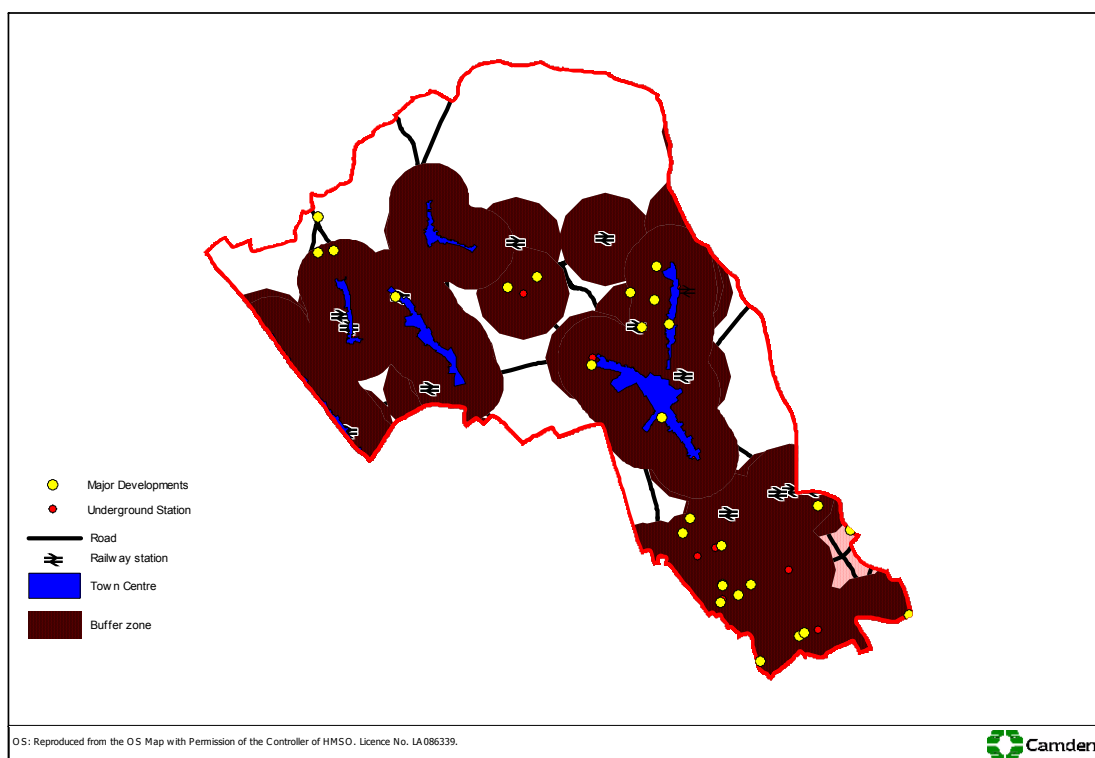 Major Developments
Underground Station
Road
Railway station
Town Centre
Buffer zone
OS: Reproduced from the OS Map with Permission of the Controller of HMSO. Licence No. LA086339.
Camden